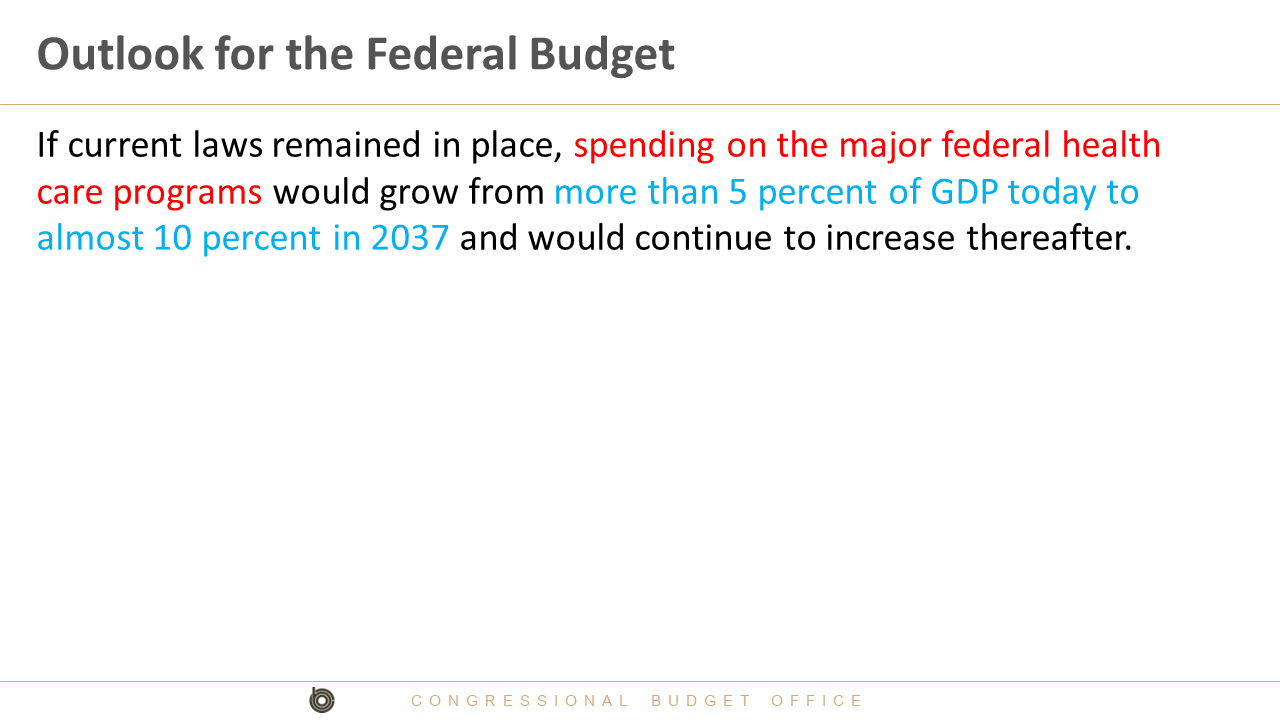 Outlook for the Federal Budget
If current laws remained in place, spending on the major federal health
care programs would grow from more than 5 percent of GDP today to
almost 10 percent in 2037 and would continue to increase thereafter.
CONGRESSIONAL BUDGET OFFICE